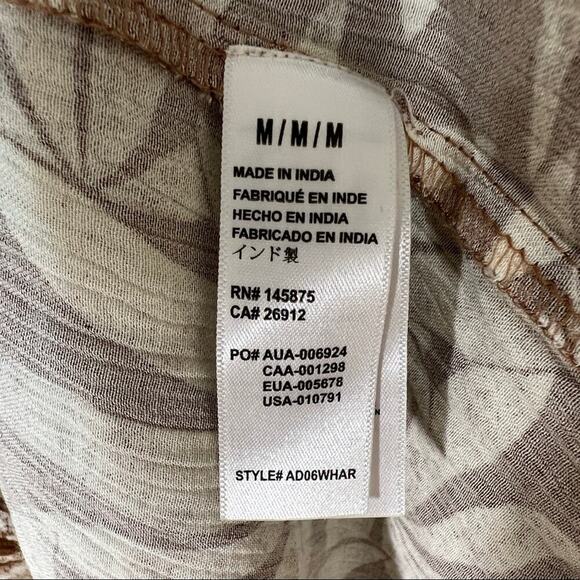 M/M/M
MADE IN INDIA
FABRIQUÉ EN INDE
HECHO EN INDIA
FABRICADO EN INDIA
インド製
RN# 145875
CA# 26912
PO# AUA-006924
CAA-001298
EUA-005678
USA-010791
STYLE# AD06WHAR